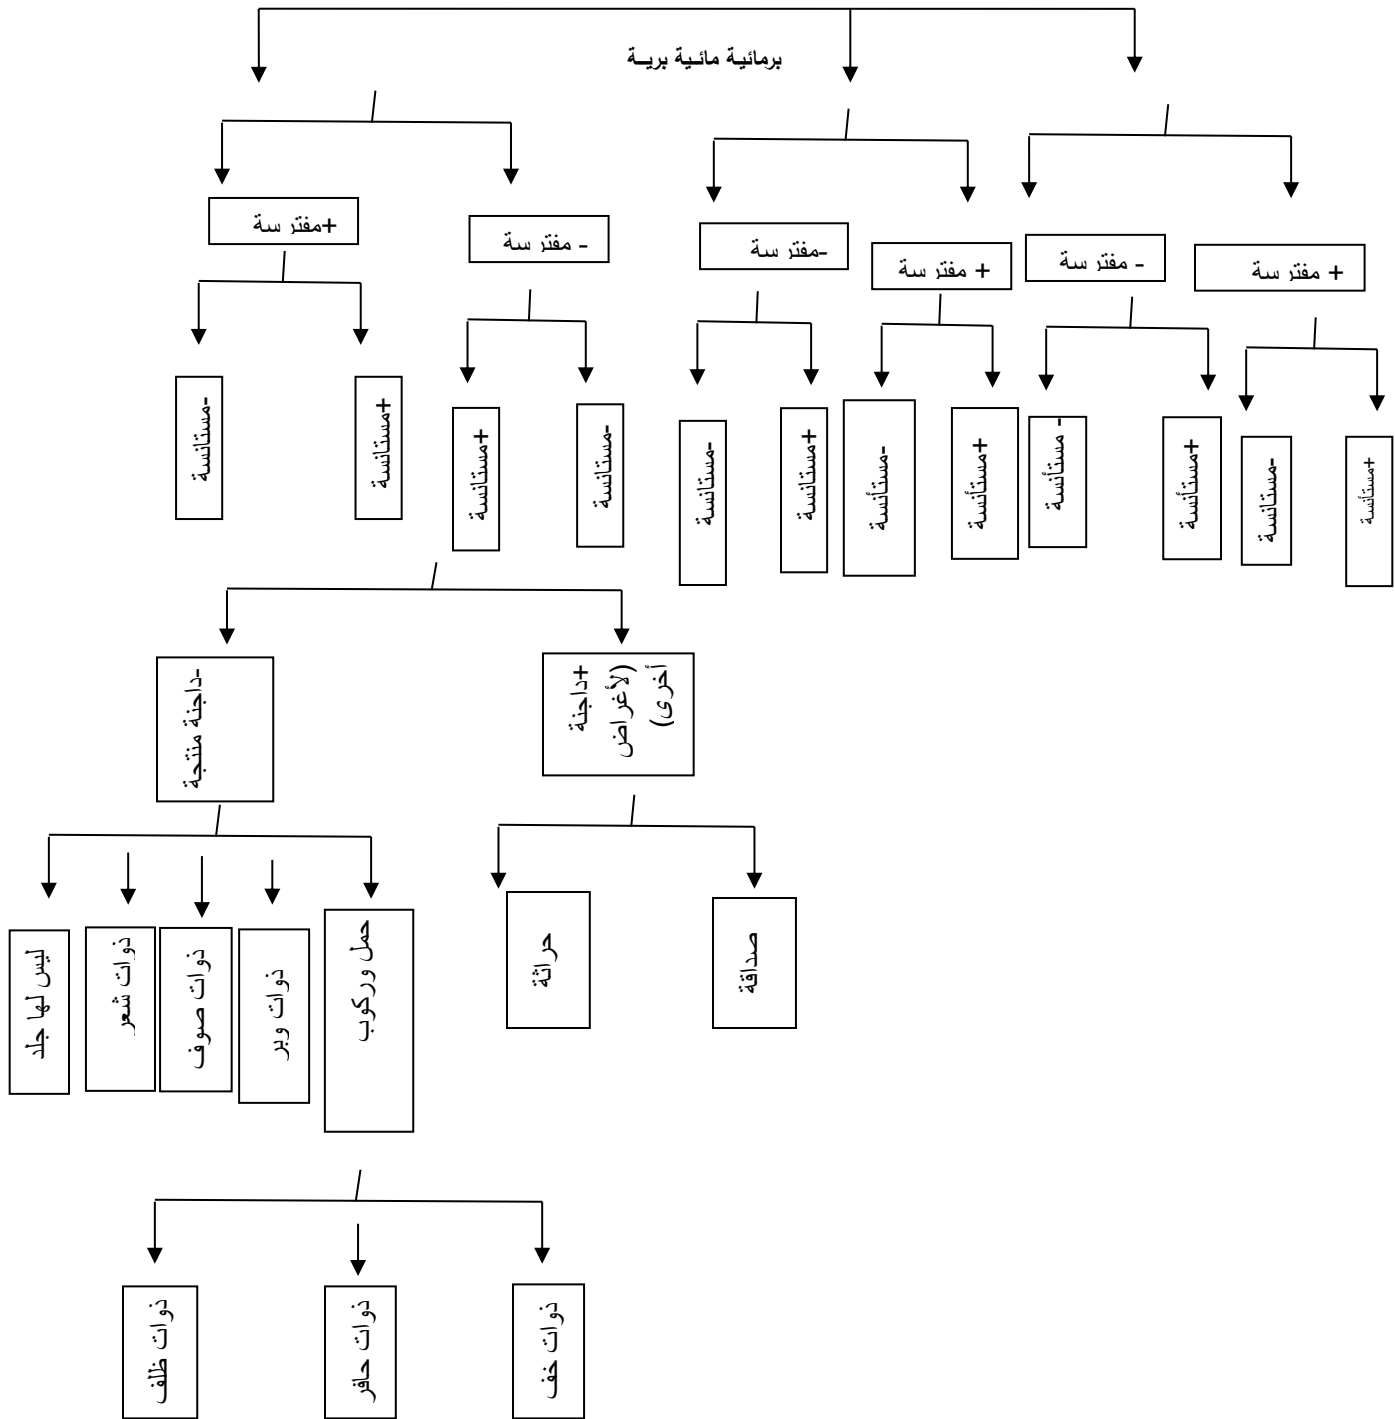 برمائية مائية بريــة
+ مفترسة
- مفترسة
+ مفترسة
-مفترسة
- مفترسة
+مفترسة
+مستأنسة
-مستانسة
+مستأنسة
- مستأنسة
+مستأنسة
-مستأنسة
+مستانسة
-مستانسة
-مستانسة
+مستانسة
+مستانسة
-مستانسة
+داجنة
(لأغراض
أخرى)
-داجنة منتجة
صداقة
حراثة
حمل وركوب
ذوات وبر
ذوات صوف
ذوات شعر
ليس لها جلد
ذوات خف
ذوات حافر
ذوات ظلف